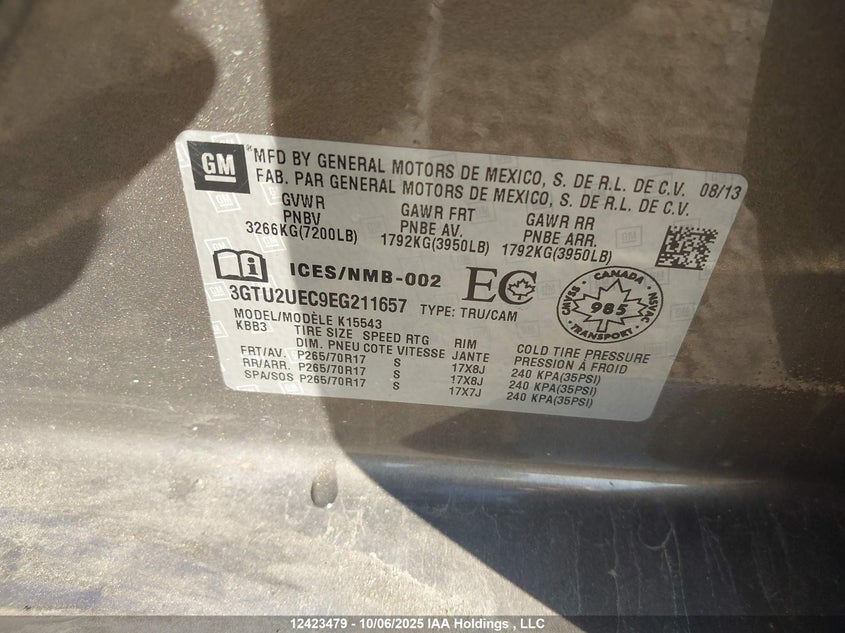 GM
*MFD BY GENERAL MOTORS DE MEXICO, S. DE R.L. DE C.V. 08/13
FAB. PAR GENERAL MOTORS DE MEXICO, S. DE R.L. DE C.V.
GVWR GAWR FRT GAWR RR
PNBV PNBE AV. PNBE ARR.
3266KG(7200LB) 1792KG(3950LB) 1792KG(3950LB)
ICES/NMB-002 EC
CANADA
CMVSS 985 NSVAC
TRANSPORT
3GTU2UEC9EG211657 TYPE: TRU/CAM
MODEL/MODÈLE K15543
KBB3 TIRE SIZE SPEED RTG RIM COLD TIRE PRESSURE
DIM. PNEU COTE VITESSE JANTE PRESSION À FROID
FRT/AV. P265/70R17 S 17X8J 240 KPA(35PSI)
RR/ARR. P265/70R17 S 17X8J 240 KPA(35PSI)
SPA/SOS P265/70R17 S 17X7J 240 KPA(35PSI)
12423479 - 10/06/2025 IAA Holdings , LLC